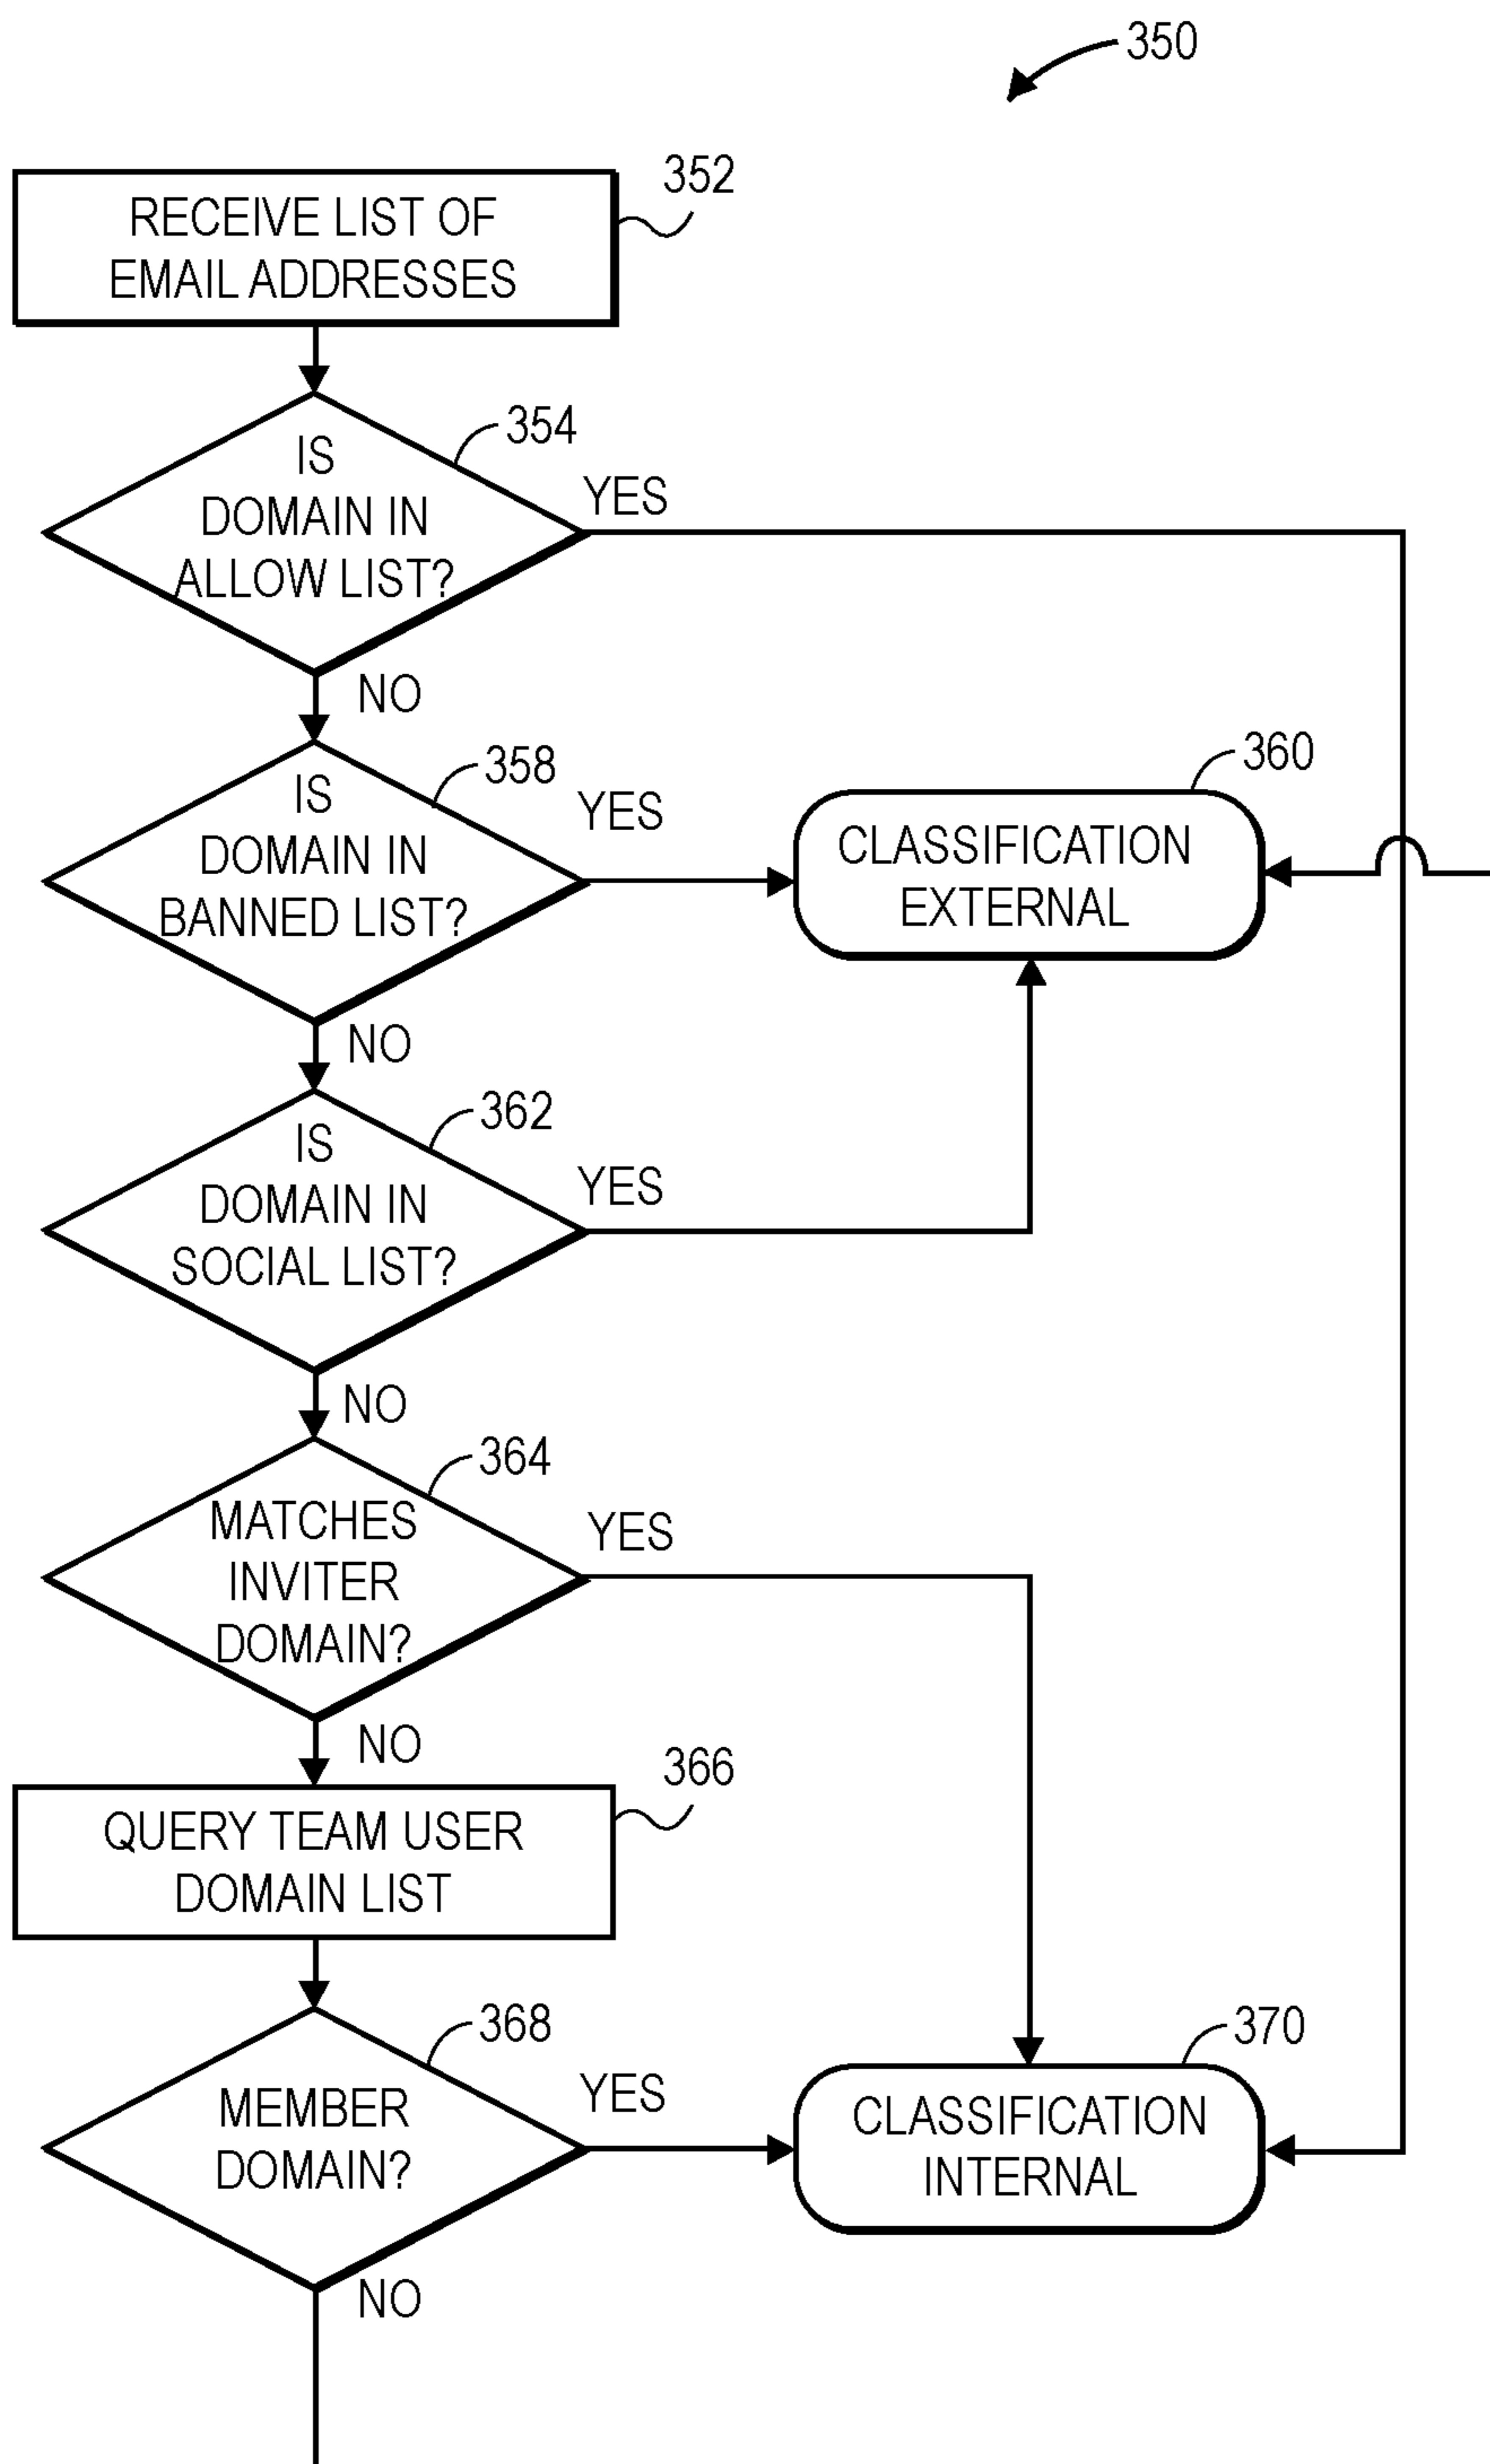 350
352
RECEIVE LIST OF
EMAIL ADDRESSES
354
IS
DOMAIN IN
ALLOW LIST?
YES
NO
358
IS
DOMAIN IN
BANNED LIST?
YES
360
CLASSIFICATION
EXTERNAL
NO
362
IS
DOMAIN IN
SOCIAL LIST?
YES
NO
364
MATCHES
INVITER
DOMAIN?
YES
NO
366
QUERY TEAM USER
DOMAIN LIST
368
MEMBER
DOMAIN?
YES
370
CLASSIFICATION
INTERNAL
NO